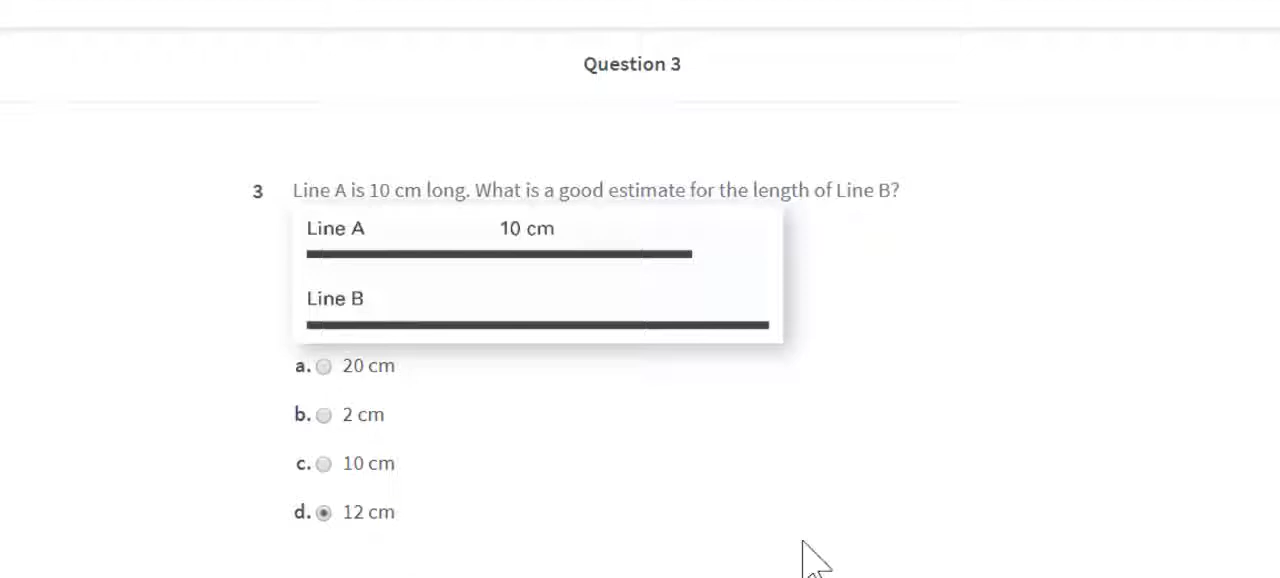 Question 3
3 Line A is 10 cm long. What is a good estimate for the length of Line B?
Line A 10 cm
Line B
a. 20 cm
b. 2 cm
c. 10 cm
d. 12 cm